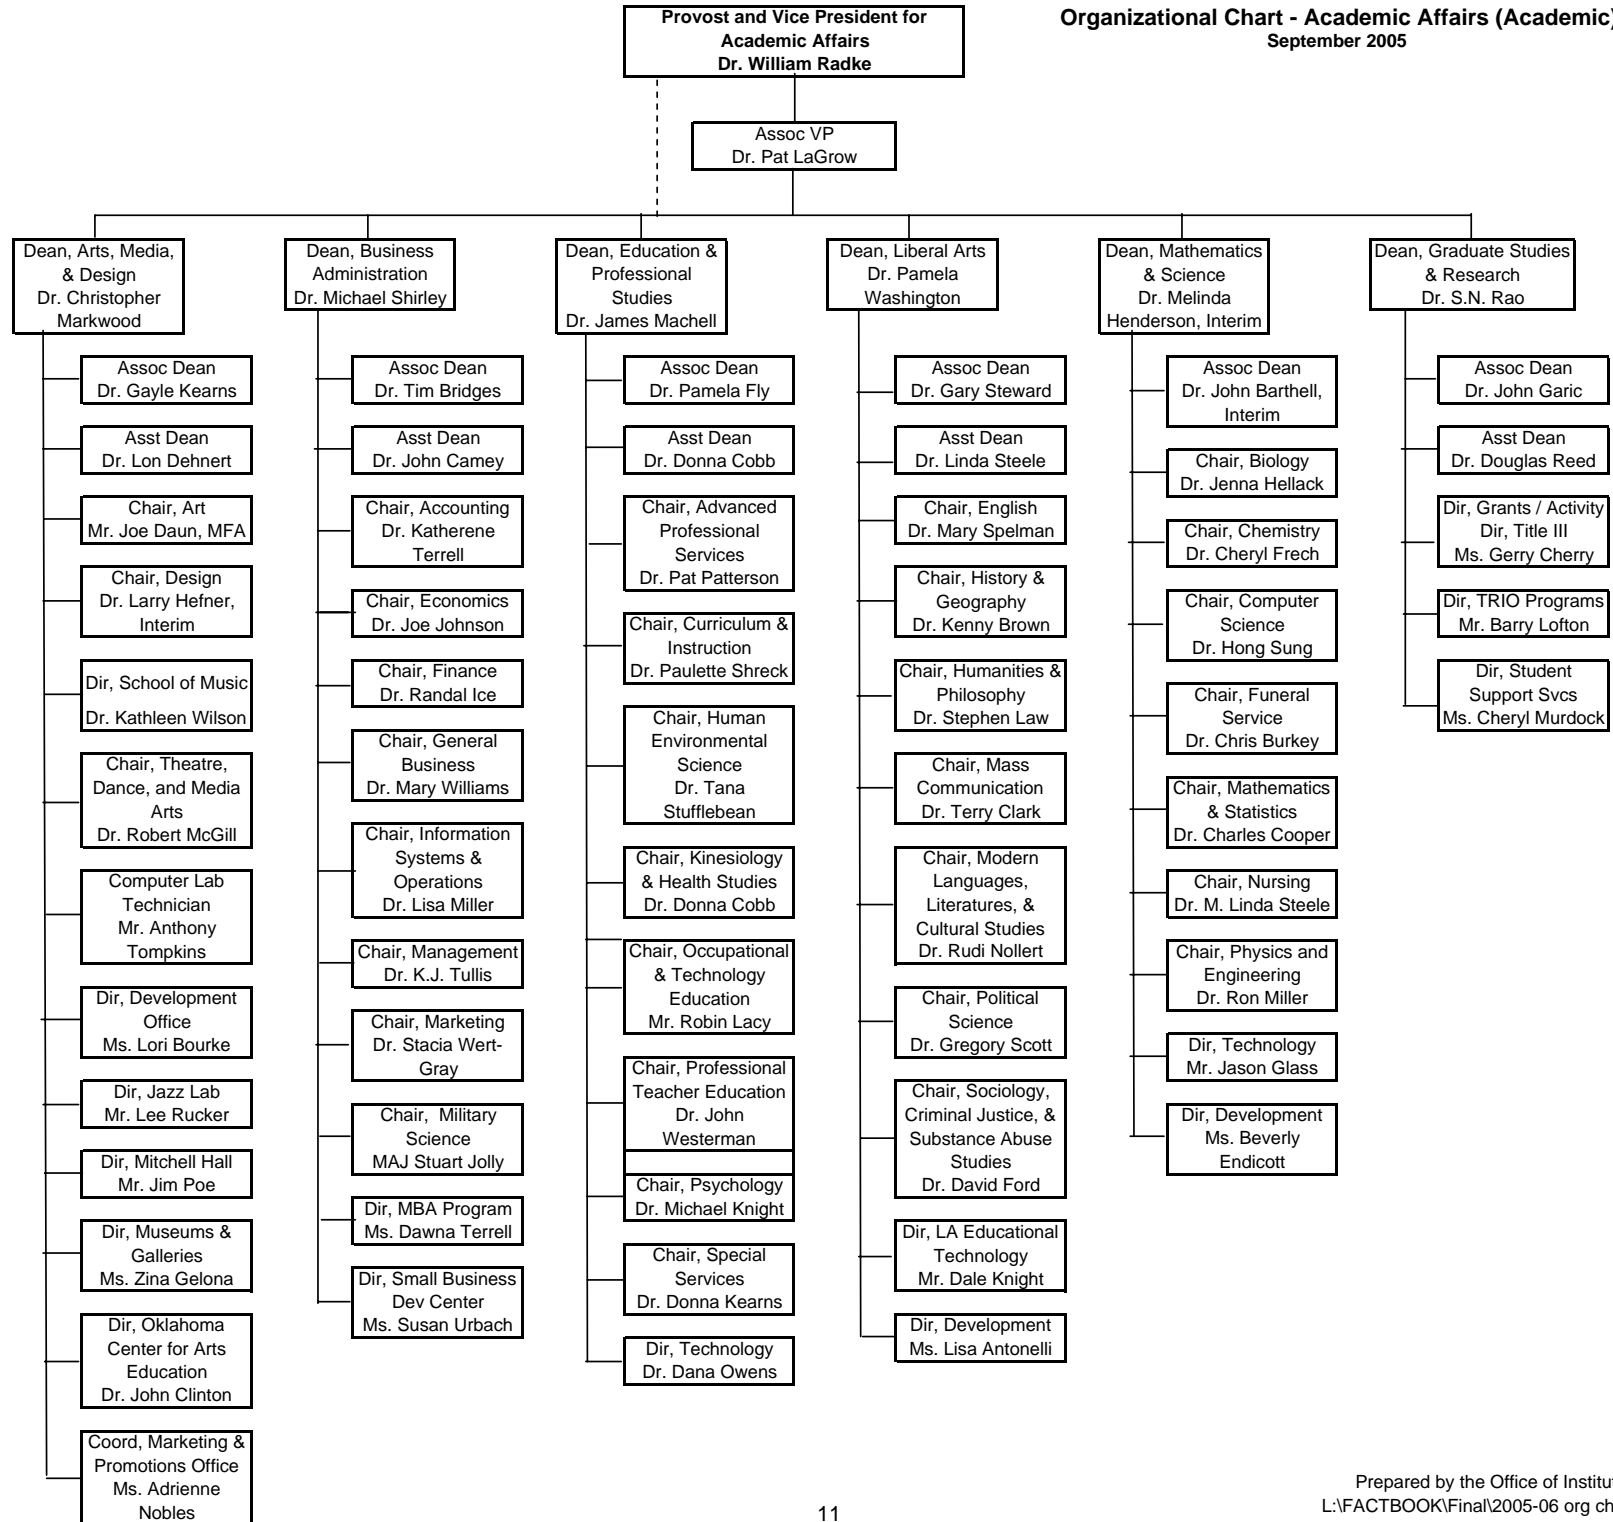 Provost and Vice President for
Academic Affairs
Dr. William Radke
Organizational Chart - Academic Affairs (Academic)
September 2005
Assoc VP
Dr. Pat LaGrow
Dean, Arts, Media,
& Design
Dr. Christopher
Markwood
Dean, Business
Administration
Dr. Michael Shirley
Dean, Education &
Professional
Studies
Dr. James Machell
Dean, Liberal Arts
Dr. Pamela
Washington
Dean, Mathematics
& Science
Dr. Melinda
Henderson, Interim
Dean, Graduate Studies
& Research
Dr. S.N. Rao
Assoc Dean
Dr. Gayle Kearns
Asst Dean
Dr. Lon Dehnert
Chair, Art
Mr. Joe Daun, MFA
Chair, Design
Dr. Larry Hefner,
Interim
Dir, School of Music
Dr. Kathleen Wilson
Chair, Theatre,
Dance, and Media
Arts
Dr. Robert McGill
Computer Lab
Technician
Mr. Anthony
Tompkins
Dir, Development
Office
Ms. Lori Bourke
Dir, Jazz Lab
Mr. Lee Rucker
Dir, Mitchell Hall
Mr. Jim Poe
Dir, Museums &
Galleries
Ms. Zina Gelona
Dir, Oklahoma
Center for Arts
Education
Dr. John Clinton
Coord, Marketing &
Promotions Office
Ms. Adrienne
Nobles
Assoc Dean
Dr. Tim Bridges
Asst Dean
Dr. John Camey
Chair, Accounting
Dr. Katherene
Terrell
Chair, Economics
Dr. Joe Johnson
Chair, Finance
Dr. Randal Ice
Chair, General
Business
Dr. Mary Williams
Chair, Information
Systems &
Operations
Dr. Lisa Miller
Chair, Management
Dr. K.J. Tullis
Chair, Marketing
Dr. Stacia Wert-
Gray
Chair, Military
Science
MAJ Stuart Jolly
Dir, MBA Program
Ms. Dawna Terrell
Dir, Small Business
Dev Center
Ms. Susan Urbach
Assoc Dean
Dr. Pamela Fly
Asst Dean
Dr. Donna Cobb
Chair, Advanced
Professional
Services
Dr. Pat Patterson
Chair, Curriculum &
Instruction
Dr. Paulette Shreck
Chair, Human
Environmental
Science
Dr. Tana
Stufflebean
Chair, Kinesiology
& Health Studies
Dr. Donna Cobb
Chair, Occupational
& Technology
Education
Mr. Robin Lacy
Chair, Professional
Teacher Education
Dr. John
Westerman
Chair, Psychology
Dr. Michael Knight
Chair, Special
Services
Dr. Donna Kearns
Dir, Technology
Dr. Dana Owens
Assoc Dean
Dr. Gary Steward
Asst Dean
Dr. Linda Steele
Chair, English
Dr. Mary Spelman
Chair, History &
Geography
Dr. Kenny Brown
Chair, Humanities &
Philosophy
Dr. Stephen Law
Chair, Mass
Communication
Dr. Terry Clark
Chair, Modern
Languages,
Literatures, &
Cultural Studies
Dr. Rudi Nollert
Chair, Political
Science
Dr. Gregory Scott
Chair, Sociology,
Criminal Justice, &
Substance Abuse
Studies
Dr. David Ford
Dir, LA Educational
Technology
Mr. Dale Knight
Dir, Development
Ms. Lisa Antonelli
Assoc Dean
Dr. John Barthell,
Interim
Chair, Biology
Dr. Jenna Hellack
Chair, Chemistry
Dr. Cheryl Frech
Chair, Computer
Science
Dr. Hong Sung
Chair, Funeral
Service
Dr. Chris Burkey
Chair, Mathematics
& Statistics
Dr. Charles Cooper
Chair, Nursing
Dr. M. Linda Steele
Chair, Physics and
Engineering
Dr. Ron Miller
Dir, Technology
Mr. Jason Glass
Dir, Development
Ms. Beverly
Endicott
Assoc Dean
Dr. John Garic
Asst Dean
Dr. Douglas Reed
Dir, Grants / Activity
Dir, Title III
Ms. Gerry Cherry
Dir, TRIO Programs
Mr. Barry Lofton
Dir, Student
Support Svcs
Ms. Cheryl Murdock
11
Prepared by the Office of Institut
L:\FACTBOOK\Final\2005-06 org ch